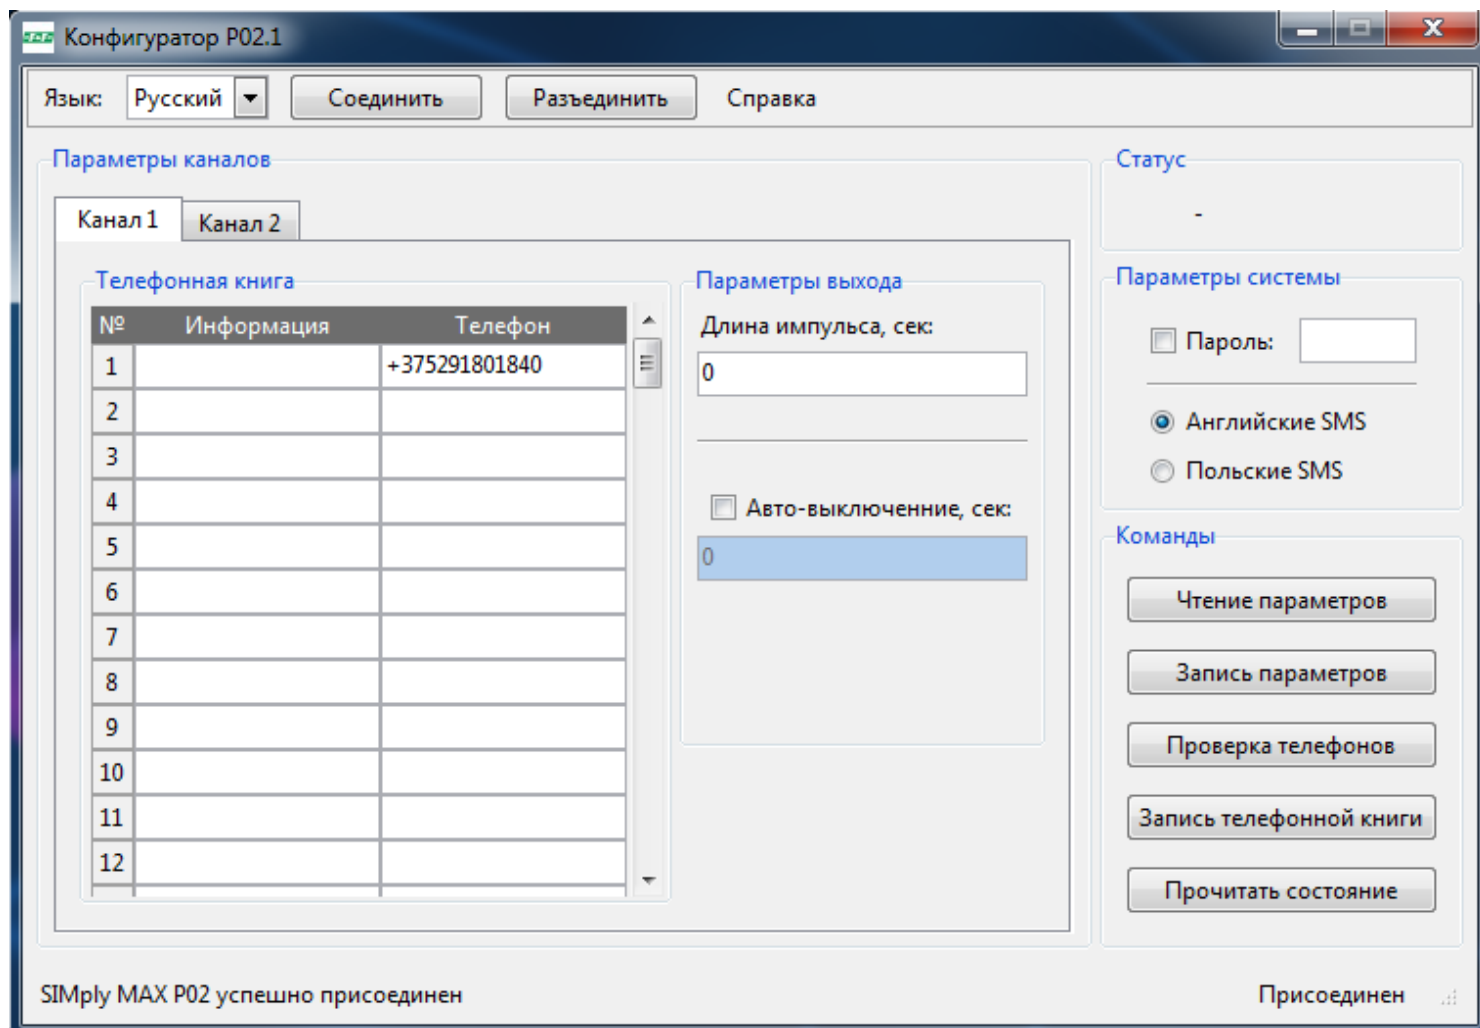 Конфигуратор P02.1
Язык: Русский Соединить Разъединить Справка
Параметры каналов
Канал 1 Канал 2
Телефонная книга
№ Информация Телефон
1 +375291801840
2
3
4
5
6
7
8
9
10
11
12
Параметры выхода
Длина импульса, сек:
0
Авто-выключенние, сек:
0
Статус
-
Параметры системы
Пароль:
Английские SMS
Польские SMS
Команды
Чтение параметров
Запись параметров
Проверка телефонов
Запись телефонной книги
Прочитать состояние
SIMply MAX P02 успешно присоединен
Присоединен